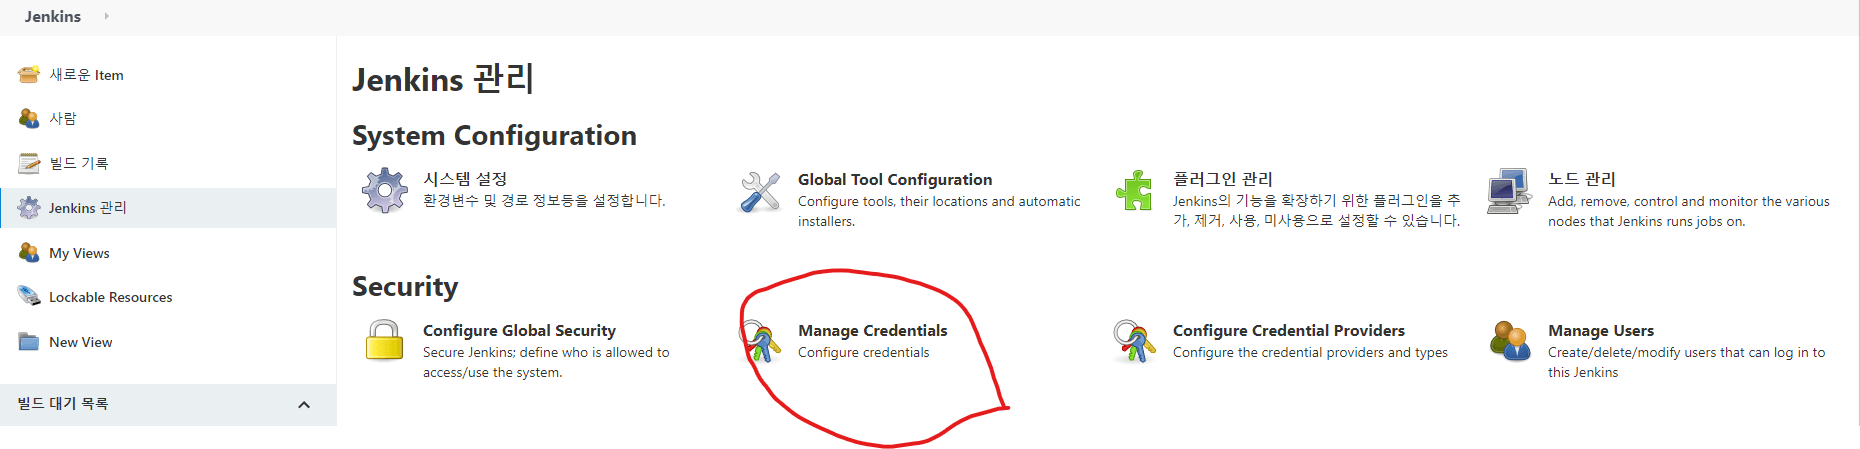 Jenkins
새로운 Item
사람
빌드 기록
Jenkins 관리
My Views
Lockable Resources
New View
빌드 대기 목록
Jenkins 관리
System Configuration
시스템 설정
환경변수 및 경로 정보등을 설정합니다.
Global Tool Configuration
Configure tools, their locations and automatic
installers.
플러그인 관리
Jenkins의 기능을 확장하기 위한 플러그인을 추
가, 제거, 사용, 미사용으로 설정할 수 있습니다.
노드 관리
Add, remove, control and monitor the various
nodes that Jenkins runs jobs on.
Security
Configure Global Security
Secure Jenkins; define who is allowed to
access/use the system.
Manage Credentials
Configure credentials
Configure Credential Providers
Configure the credential providers and types
Manage Users
Create/delete/modify users that can log in to
this Jenkins